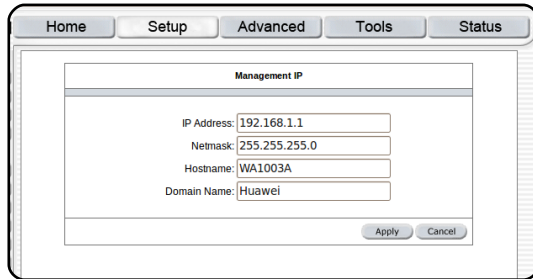 Home Setup Advanced Tools Status
Management IP
IP Address: 192.168.1.1
Netmask: 255.255.255.0
Hostname: WA1003A
Domain Name: Huawei
Apply Cancel